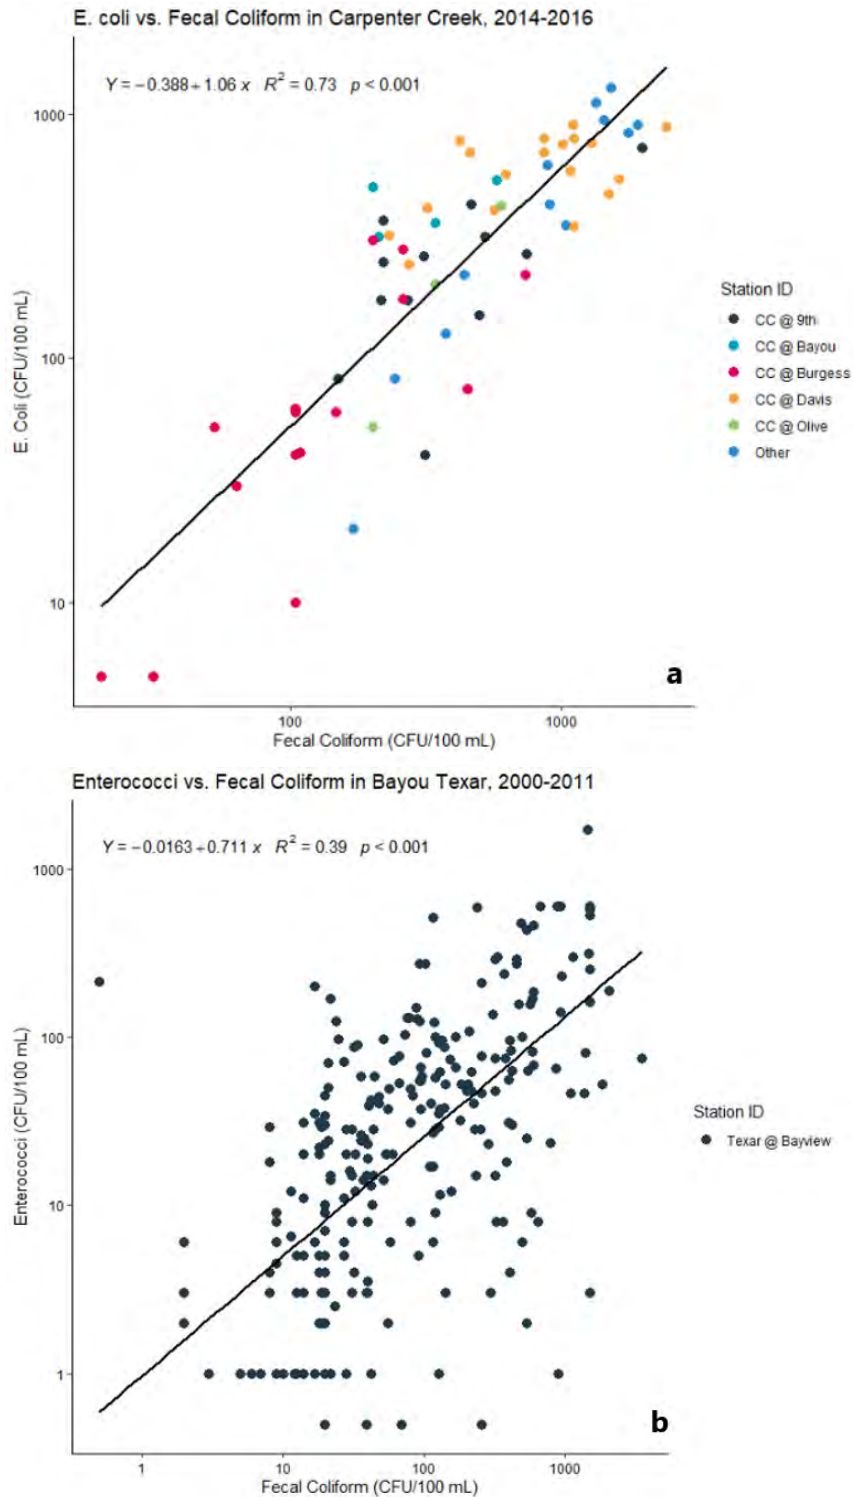 E. coli vs. Fecal Coliform in Carpenter Creek, 2014-2016
Y = −0.388+1.06 x R² = 0.73 p < 0.001
1000
100
10
E. Coli (CFU/100 mL)
100
1000
Fecal Coliform (CFU/100 mL)
Station ID
CC @ 9th
CC @ Bayou
CC @ Burgess
CC @ Davis
CC @ Olive
Other
a
Enterococci vs. Fecal Coliform in Bayou Texar, 2000-2011
Y = −0.0163+0.711 x R² = 0.39 p < 0.001
1000
100
10
1
Enterococci (CFU/100 mL)
1
10
100
1000
Fecal Coliform (CFU/100 mL)
Station ID
Texar @ Bayview
b